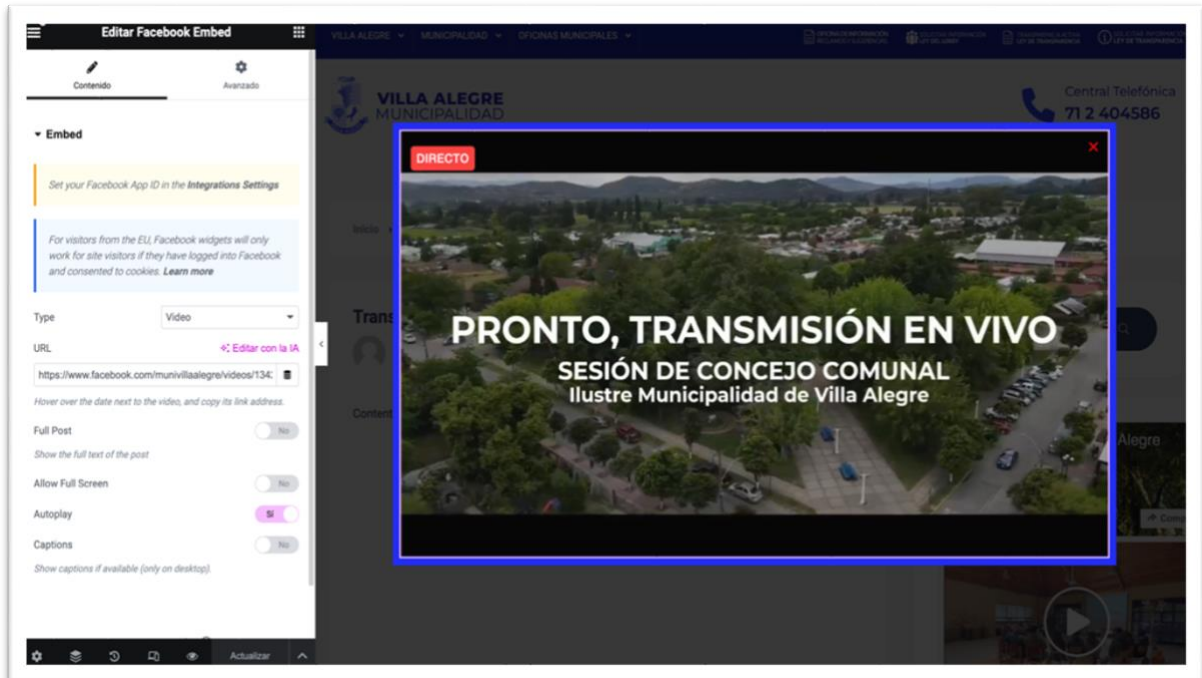 Editar Facebook Embed
Contenido
Avanzado
Embed
Set your Facebook App ID in the Integrations Settings
For visitors from the EU, Facebook widgets will only
work for site visitors if they have logged into Facebook
and consented to cookies. Learn more
Type
Video
URL
Editar con la IA
https://www.facebook.com/munivillaalegre/videos/134
Hover over the date next to the video, and copy its link address.
Full Post
No
Show the full text of the post
Allow Full Screen
No
Autoplay
Sí
Captions
No
Show captions if available (only on desktop).
Actualizar
VILLA ALEGRE
MUNICIPALIDAD
OFICINAS MUNICIPALES
VILLA ALEGRE
MUNICIPALIDAD
Central Telefónica
71 2 404586
DIRECTO
PRONTO, TRANSMISIÓN EN VIVO
SESIÓN DE CONCEJO COMUNAL
Ilustre Municipalidad de Villa Alegre
Inicio
Trans
Content
Alegre